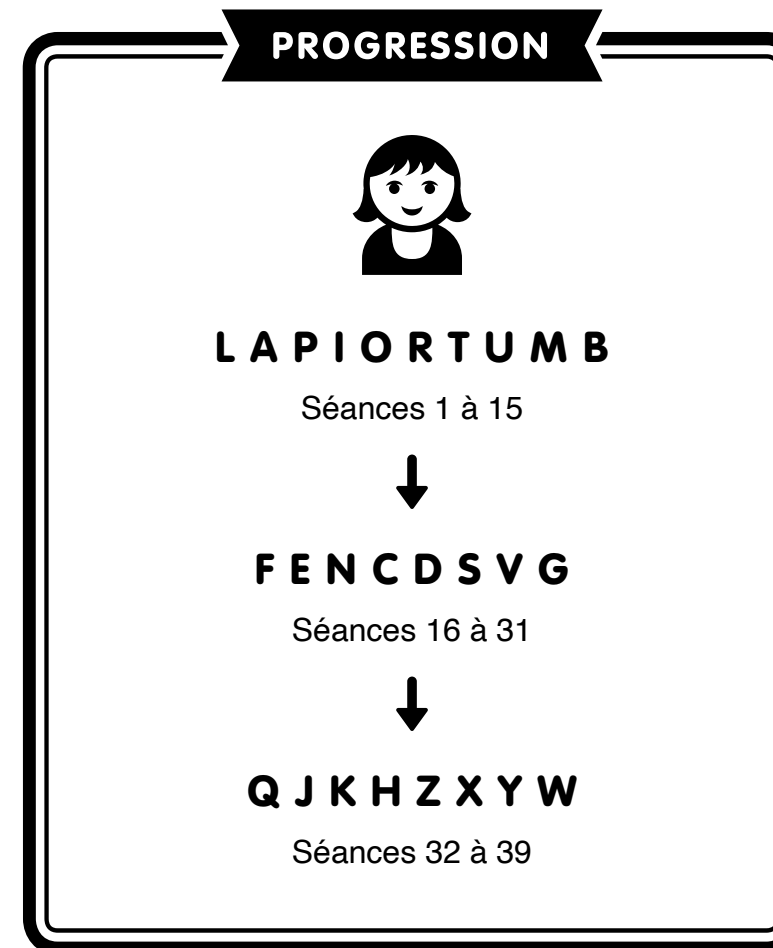 PROGRESSION
L A P I O R T U M B
Séances 1 à 15
F E N C D S V G
Séances 16 à 31
Q J K H Z X Y W
Séances 32 à 39